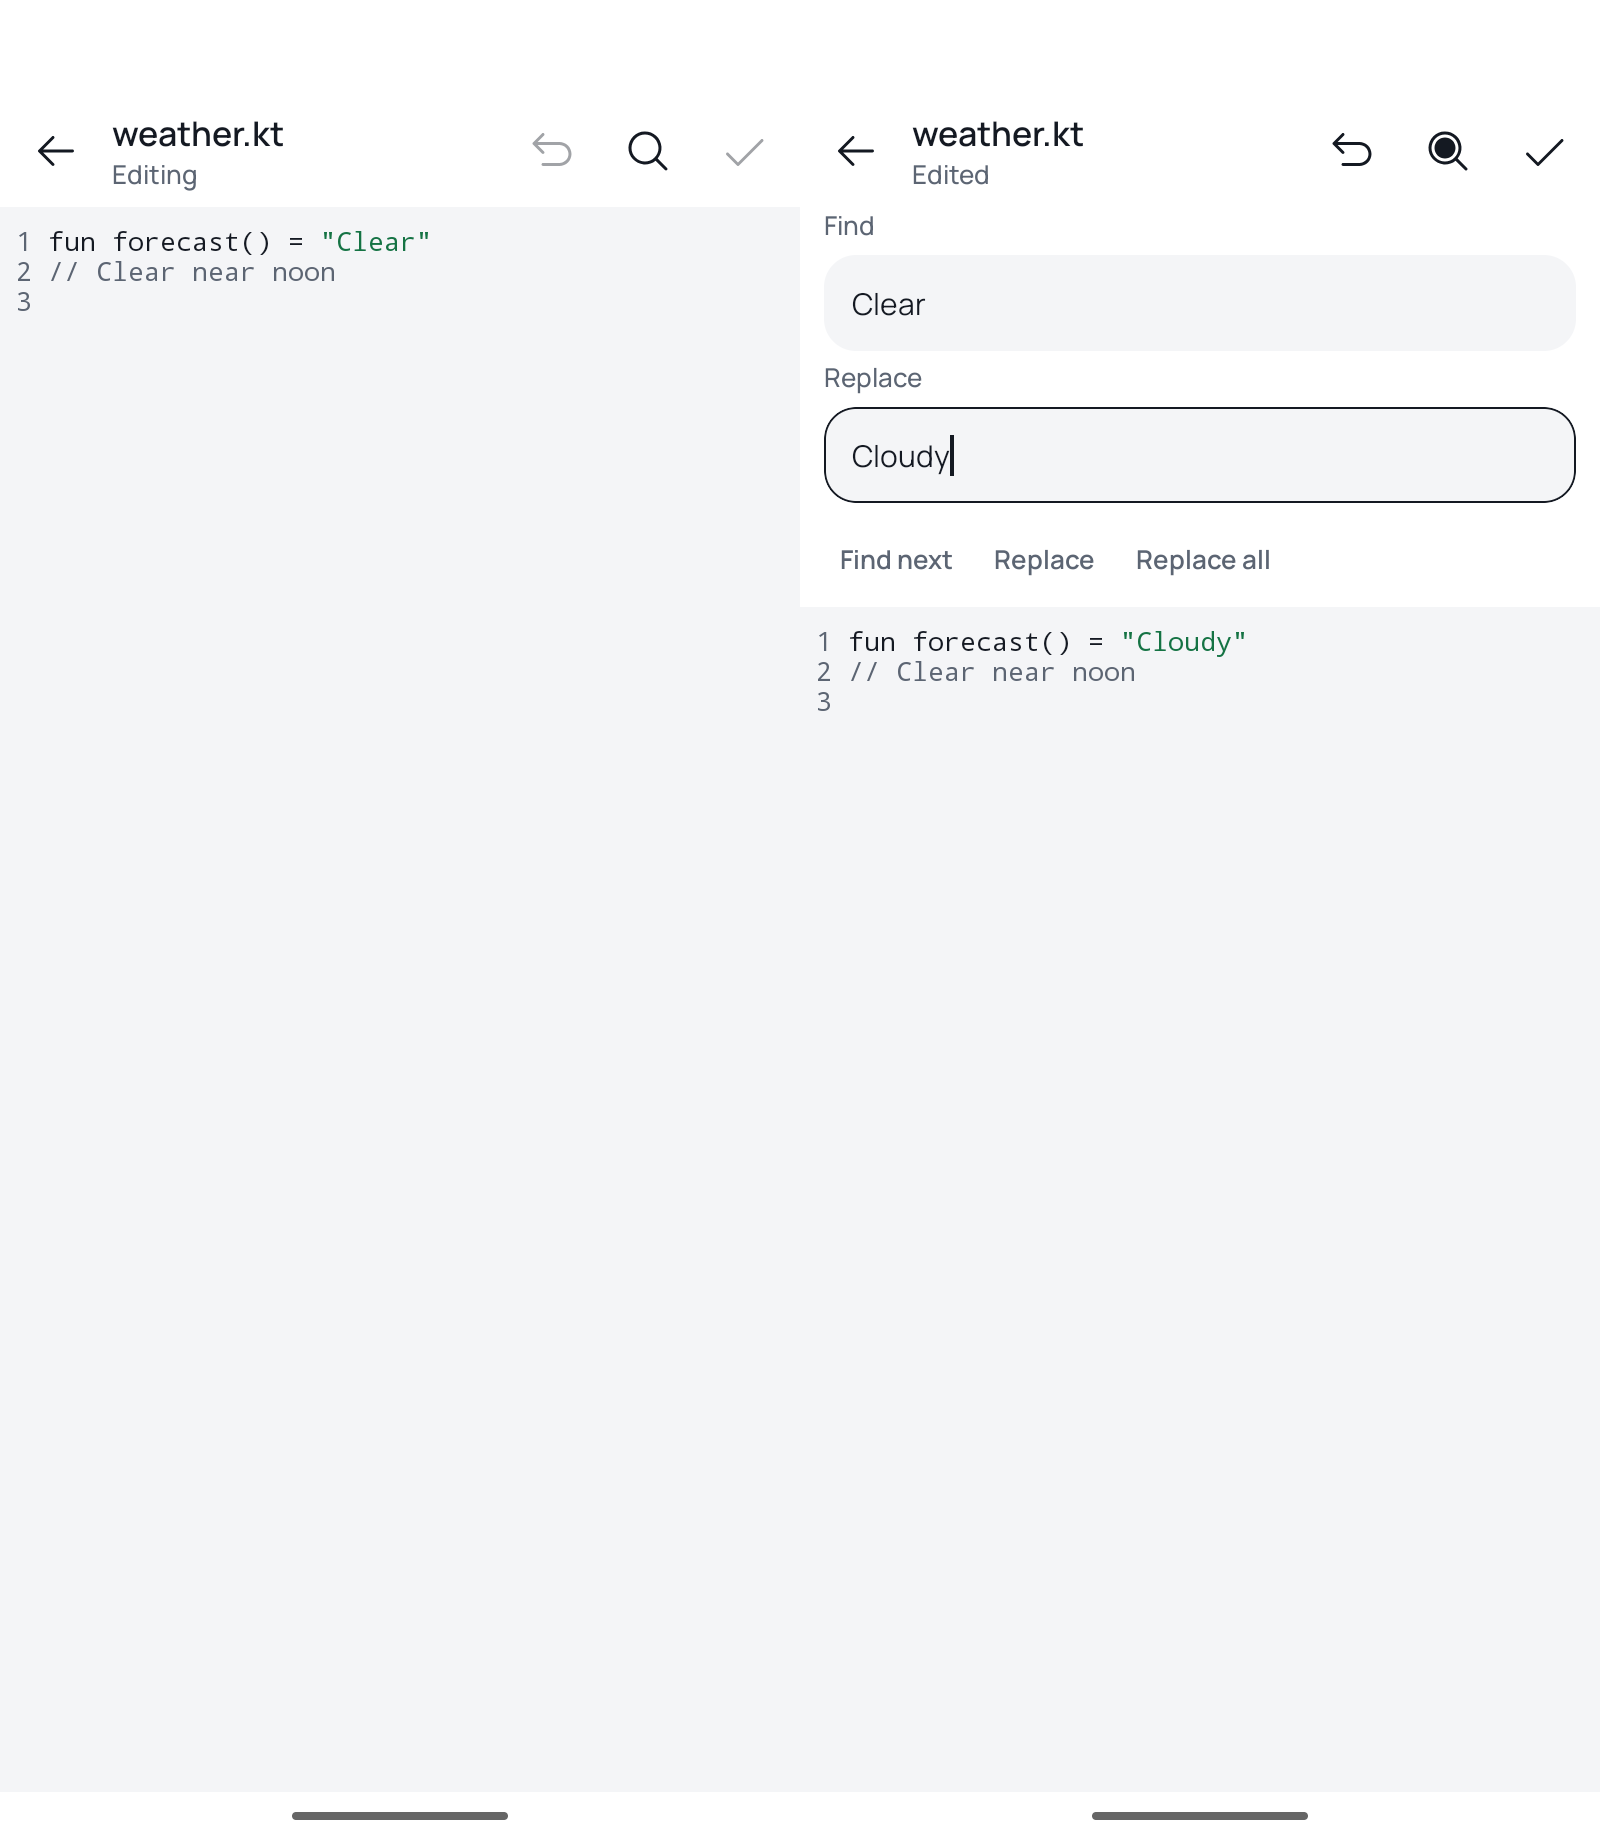 weather.kt
Editing
1 fun forecast() = "Clear"
2 // Clear near noon
3
weather.kt
Edited
Find
Clear
Replace
Cloudy
Find next Replace Replace all
1 fun forecast() = "Cloudy"
2 // Clear near noon
3